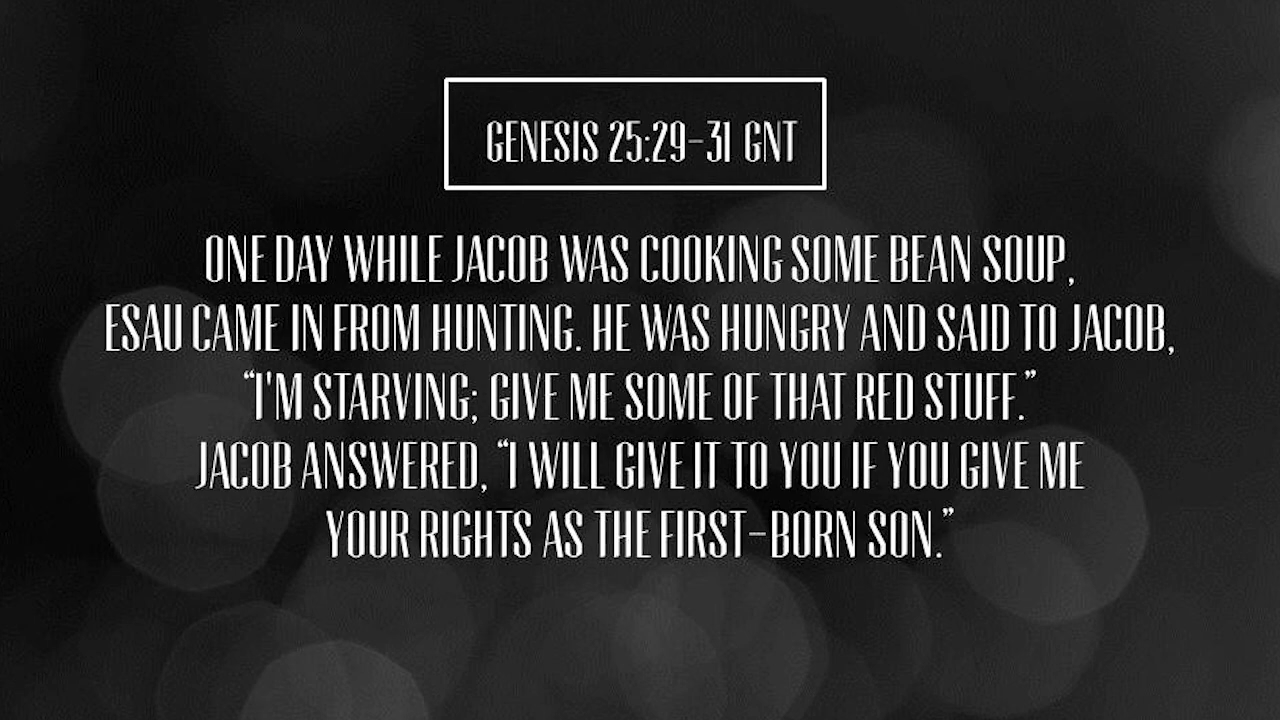 GENESIS 25:29-31 GNT
ONE DAY WHILE JACOB WAS COOKING SOME BEAN SOUP,
ESAU CAME IN FROM HUNTING. HE WAS HUNGRY AND SAID TO JACOB,
“I'M STARVING; GIVE ME SOME OF THAT RED STUFF.”
JACOB ANSWERED, “I WILL GIVE IT TO YOU IF YOU GIVE ME
YOUR RIGHTS AS THE FIRST-BORN SON.”